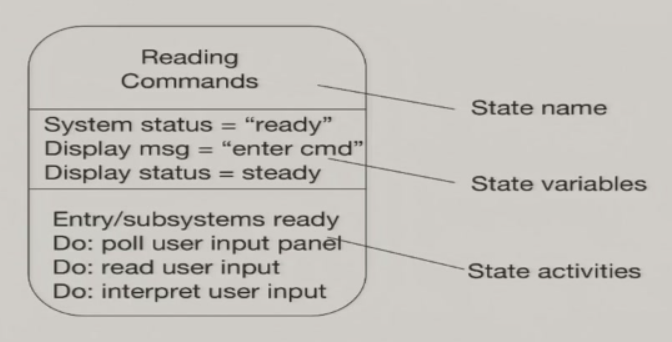 Reading
Commands
State name
System status = “ready”
Display msg = “enter cmd”
Display status = steady
State variables
Entry/subsystems ready
Do: poll user input panel
Do: read user input
Do: interpret user input
State activities